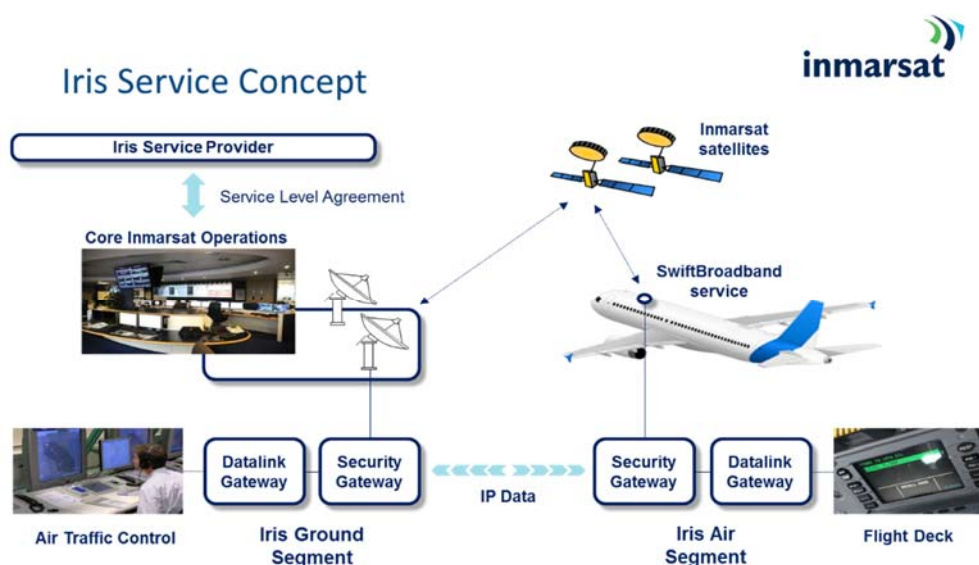 inmarsat
Iris Service Concept
Iris Service Provider
Service Level Agreement
Core Inmarsat Operations
Inmarsat
satellites
SwiftBroadband
service
Datalink
Gateway
Security
Gateway
IP Data
Security
Gateway
Datalink
Gateway
Air Traffic Control
Iris Ground
Segment
Iris Air
Segment
Flight Deck